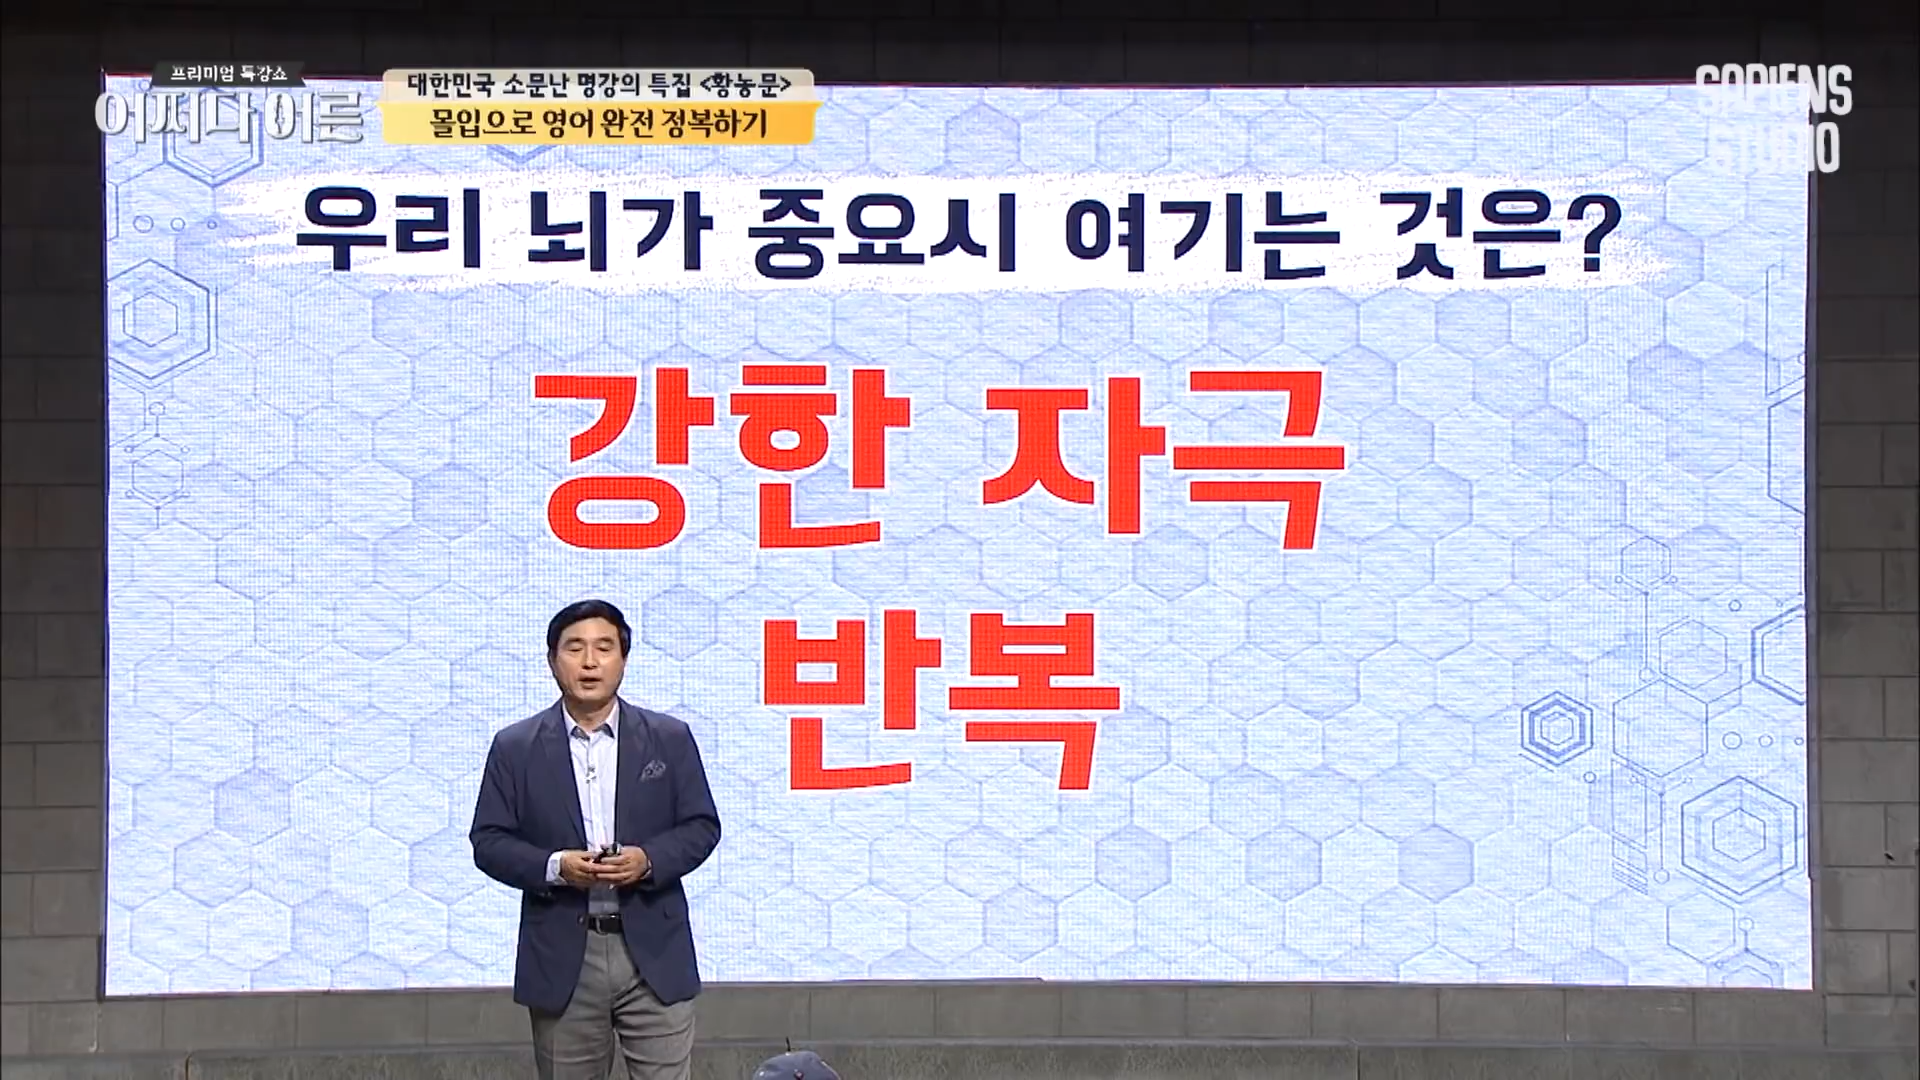 프리미엄 특강쇼
어쩌다 어른
대한민국 소문난 명강의 특집 <황농문>
몰입으로 영어 완전 정복하기
SAPIENS
STUDIO
우리 뇌가 중요시 여기는 것은?
강한 자극
반복